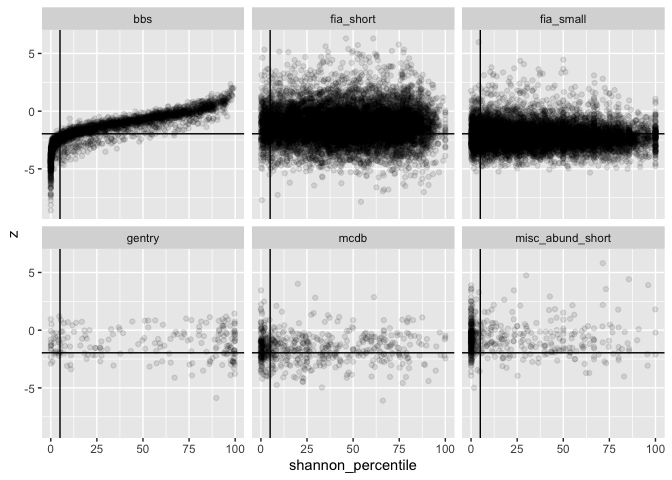 bbs fia_short fia_small
5
0
-5
gentry mcdb misc_abund_short
5
0
-5
0 25 50 75 100 0 25 50 75 100 0 25 50 75 100
shannon_percentile
z